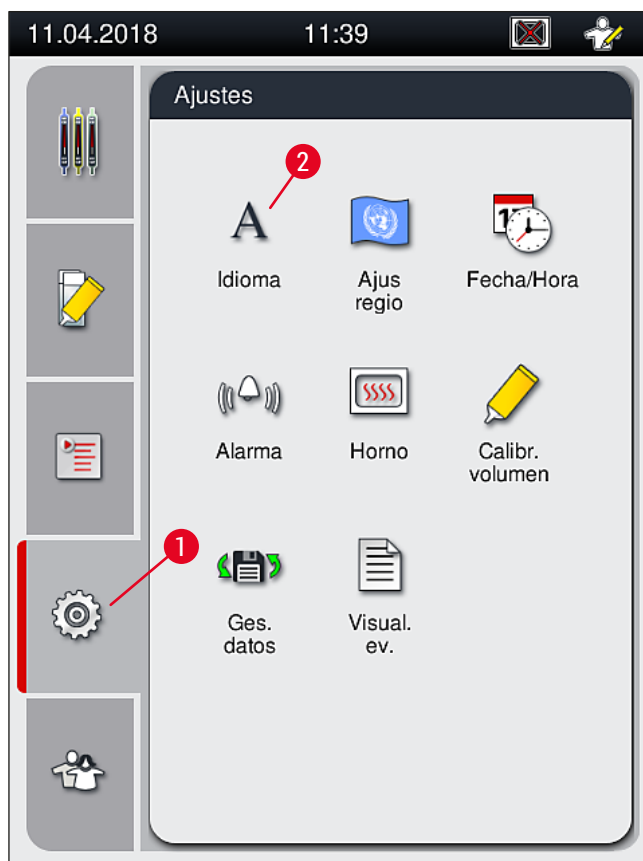 11.04.2018 11:39
Ajustes
2
A
17
Idioma
Ajus
regio
Fecha/Hora
Alarma
Horno
Calibr.
volumen
1
Ges.
datos
Visual.
ev.